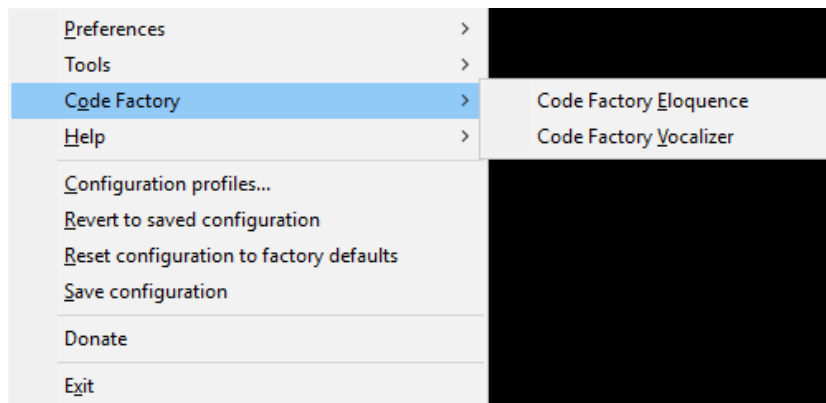 Preferences
Tools
Code Factory
Code Factory Eloquence
Code Factory Vocalizer
Help
Configuration profiles...
Revert to saved configuration
Reset configuration to factory defaults
Save configuration
Donate
Exit